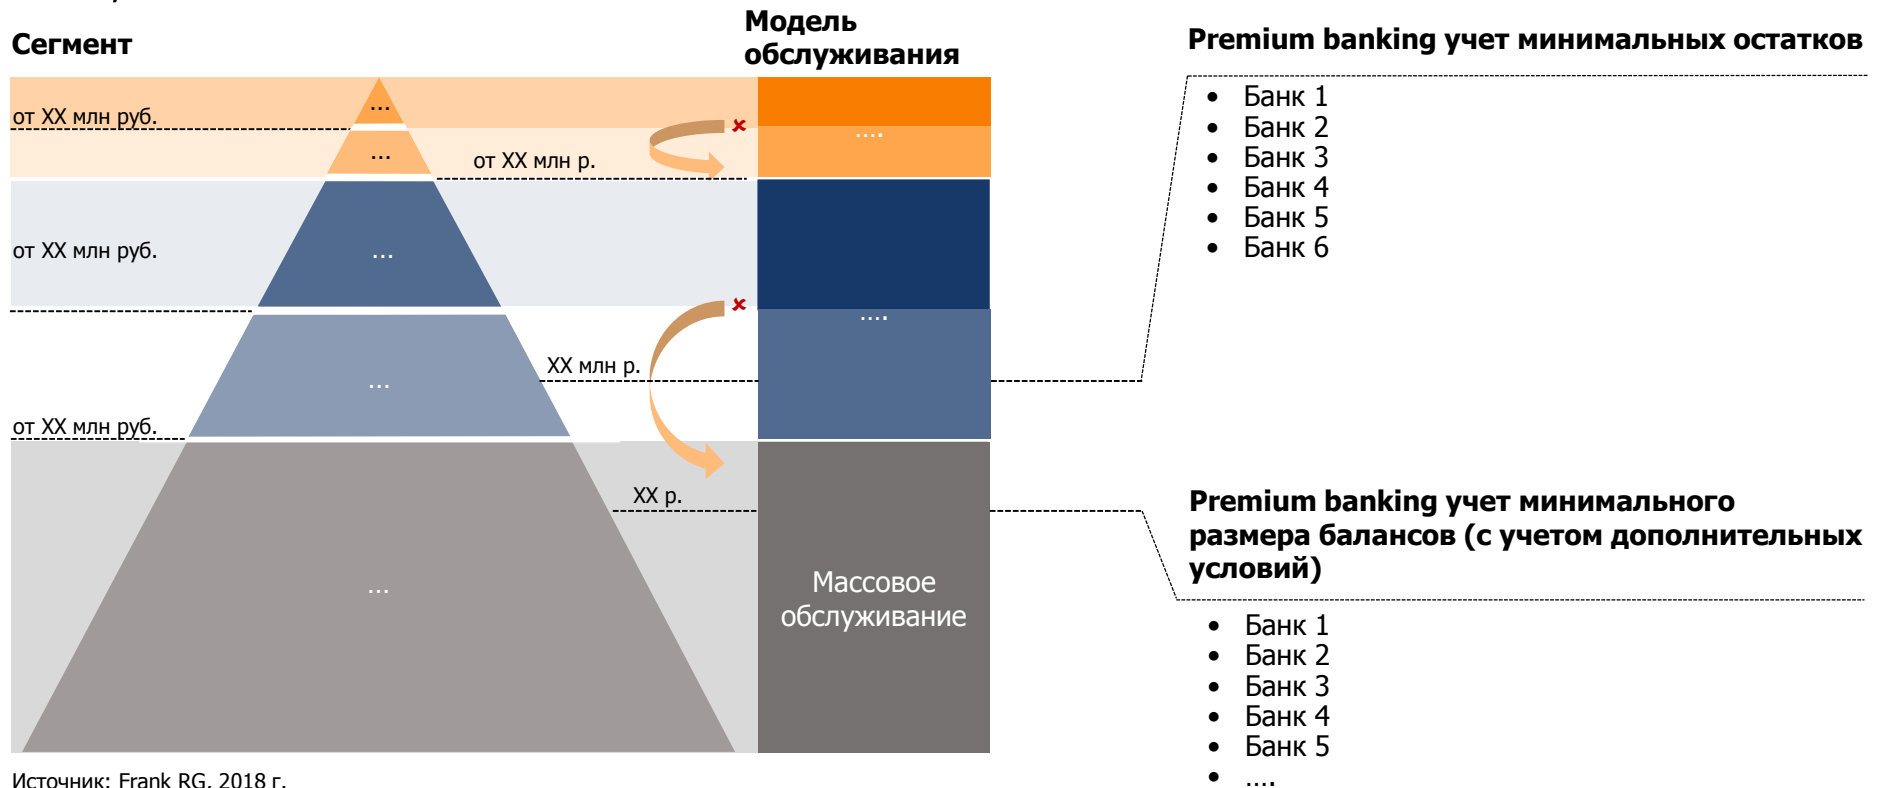 Сегмент
Модель
обслуживания
от XX млн руб.
...
...
от XX млн р.
....
от XX млн руб.
...
....
XX млн р.
...
от XX млн руб.
XX р.
...
Массовое
обслуживание
Источник: Frank RG, 2018 г.
Premium banking учет минимальных остатков
• Банк 1
• Банк 2
• Банк 3
• Банк 4
• Банк 5
• Банк 6
Premium banking учет минимального
размера балансов (с учетом дополнительных
условий)
• Банк 1
• Банк 2
• Банк 3
• Банк 4
• Банк 5
• ....